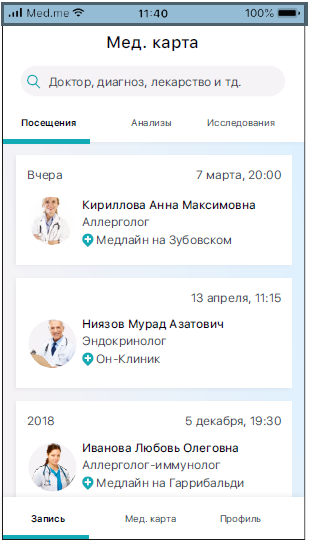 Med.me 11:40 100%
Мед. карта
Доктор, диагноз, лекарство и тд.
Посещения Анализы Исследования
Вчера 7 марта, 20:00
Кириллова Анна Максимовна
Аллерголог
Медлайн на Зубовском
13 апреля, 11:15
Ниязов Мурад Азатович
Эндокринолог
Он-Клиник
2018 5 декабря, 19:30
Иванова Любовь Олеговна
Аллерголог-иммунолог
Медлайн на Гаррибальди
Запись Мед. карта Профиль